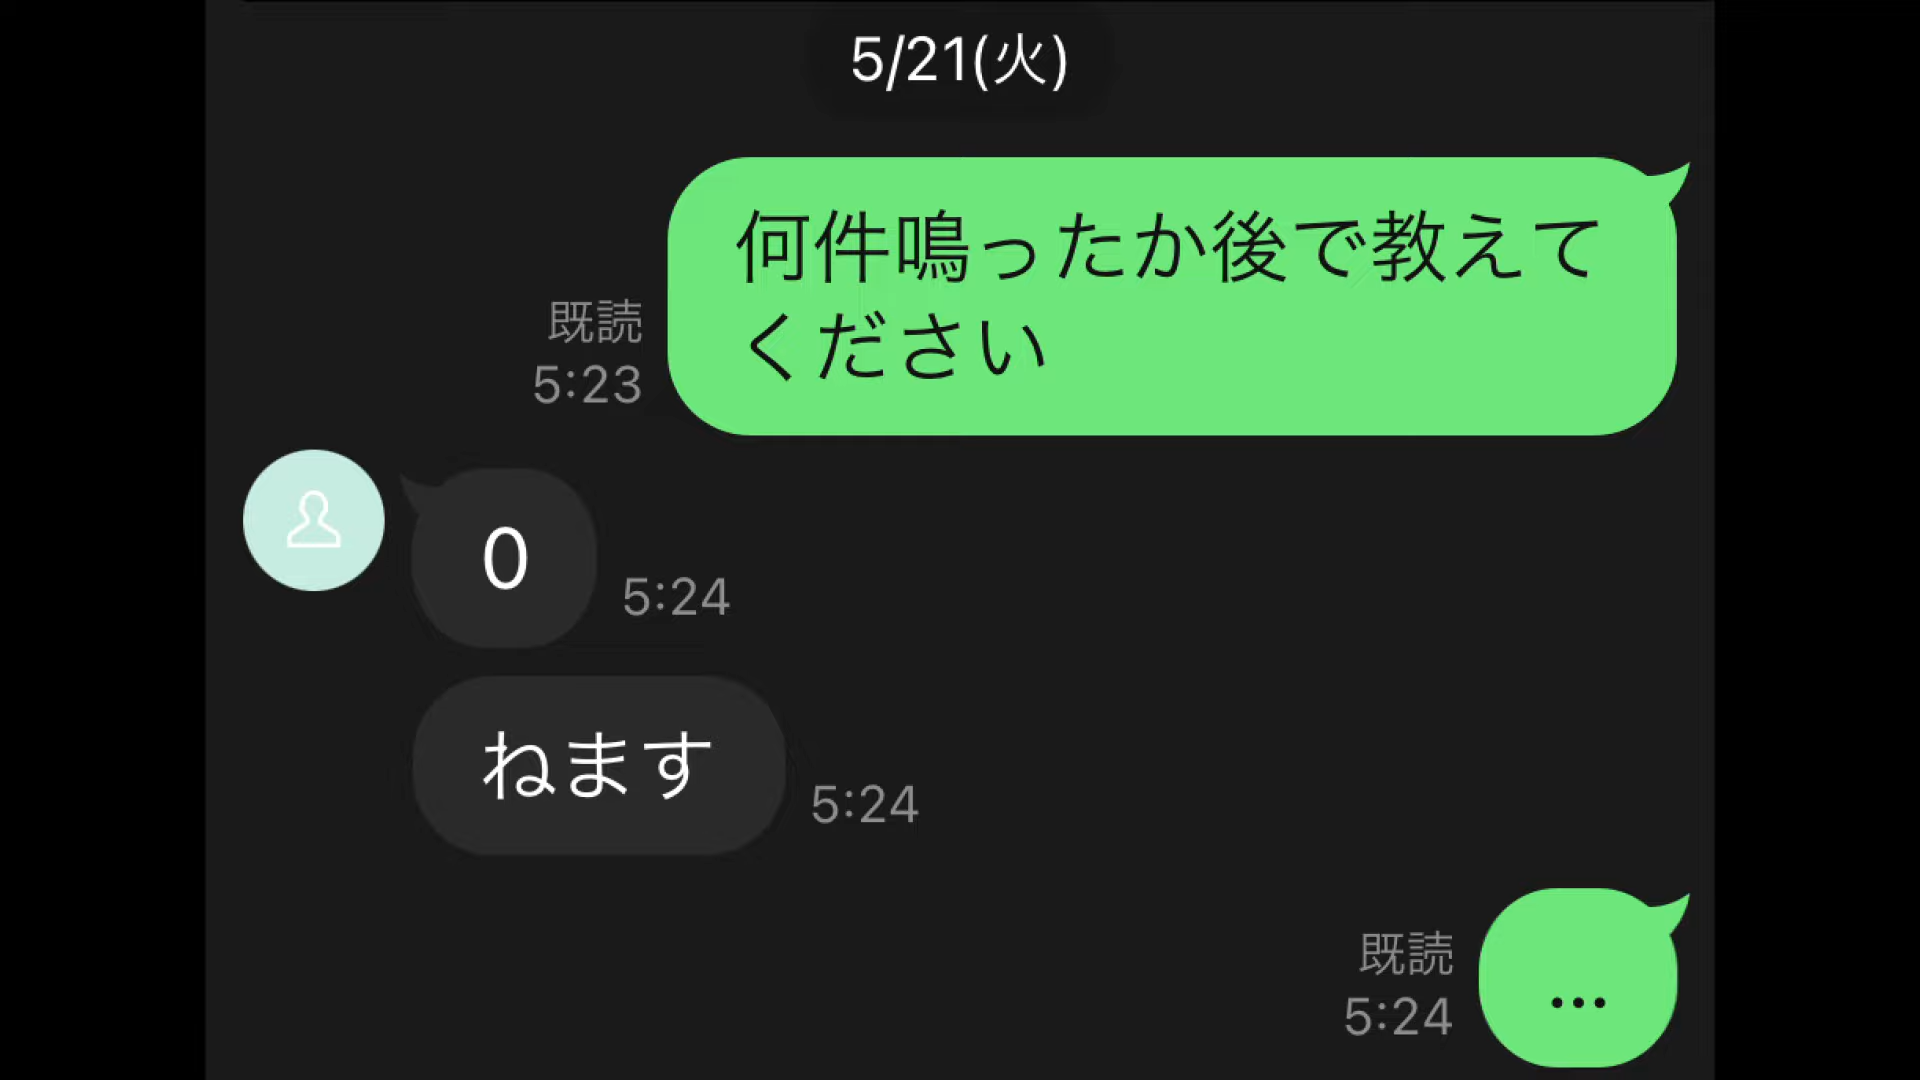 5/21(火)
何件鳴ったか後で教えて
ください
既読
5:23
0
5:24
ねます
5:24
...
既読
5:24